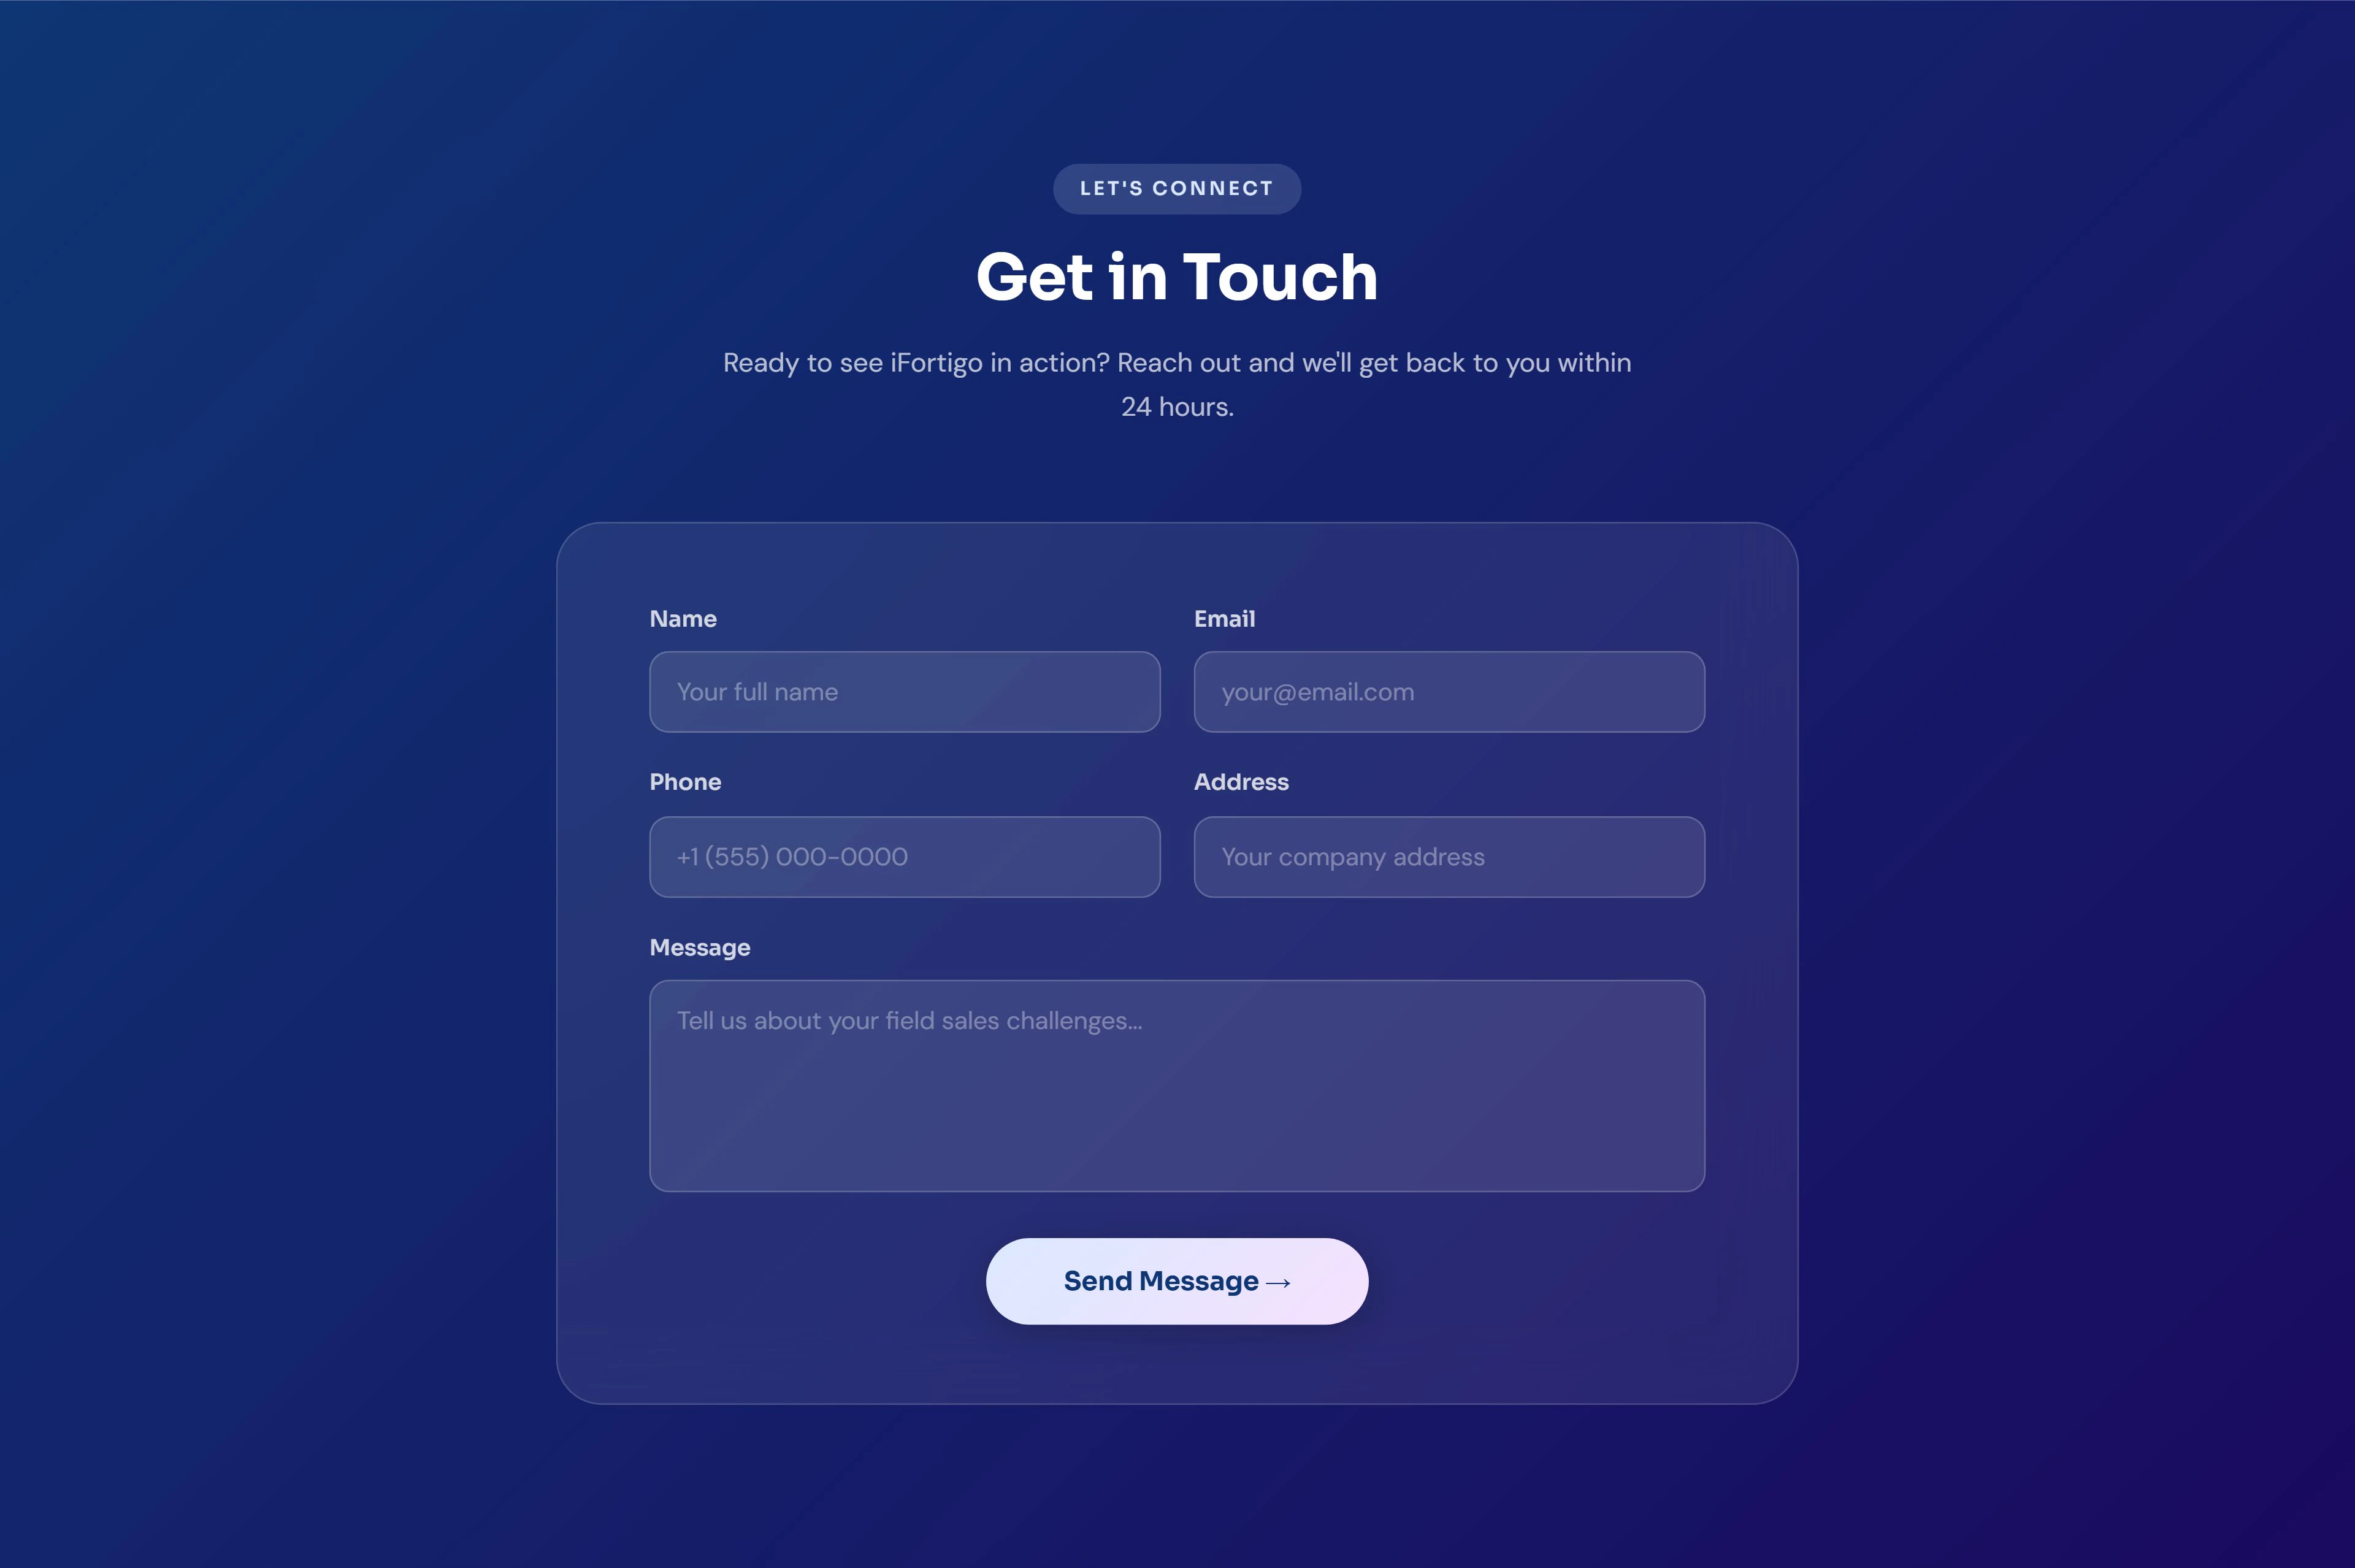 LET'S CONNECT
Get in Touch
Ready to see iFortigo in action? Reach out and we'll get back to you within
24 hours.
Name
Email
Your full name
your@email.com
Phone
Address
+1 (555) 000-0000
Your company address
Message
Tell us about your field sales challenges...
Send Message →